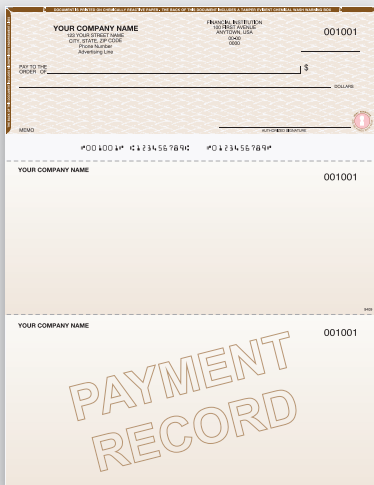 DOCUMENT IS PRINTED ON CHEMICALLY REACTIVE PAPER - THE BACK OF THIS DOCUMENT INCLUDES A TAMPER EVIDENT CHEMICAL WASH WARNING BOX
YOUR COMPANY NAME
123 YOUR STREET NAME
CITY, STATE, ZIP CODE
Phone Number
Advertising Line
FINANCIAL INSTITUTION
100 FIRST AVENUE
ANYTOWN, USA
00-00
0000
001001
PAY TO THE
ORDER OF
$
DOLLARS
MEMO
AUTHORIZED SIGNATURE
⑈001001⑈ ⑆123456789⑆ ⑈0123456789⑈
YOUR COMPANY NAME
001001
YOUR COMPANY NAME
001001
PAYMENT
RECORD